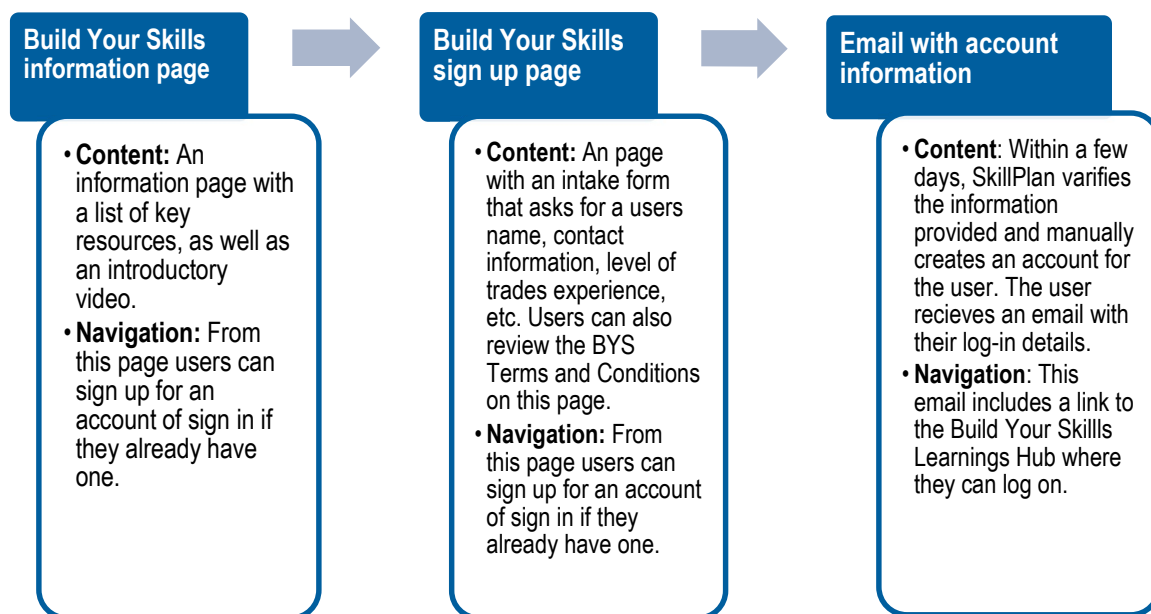 Build Your Skills
information page
• Content: An
information page with
a list of key
resources, as well as
an introductory
video.
• Navigation: From
this page users can
sign up for an
account of sign in if
they already have
one.
Build Your Skills
sign up page
• Content: An page
with an intake form
that asks for a users
name, contact
information, level of
trades experience,
etc. Users can also
review the BYS
Terms and Conditions
on this page.
• Navigation: From
this page users can
sign up for an account
of sign in if they
already have one.
Email with account
information
• Content: Within a few
days, SkillPlan varifies
the information
provided and manually
creates an account for
the user. The user
recieves an email with
their log-in details.
• Navigation: This
email includes a link to
the Build Your Skillls
Learnings Hub where
they can log on.